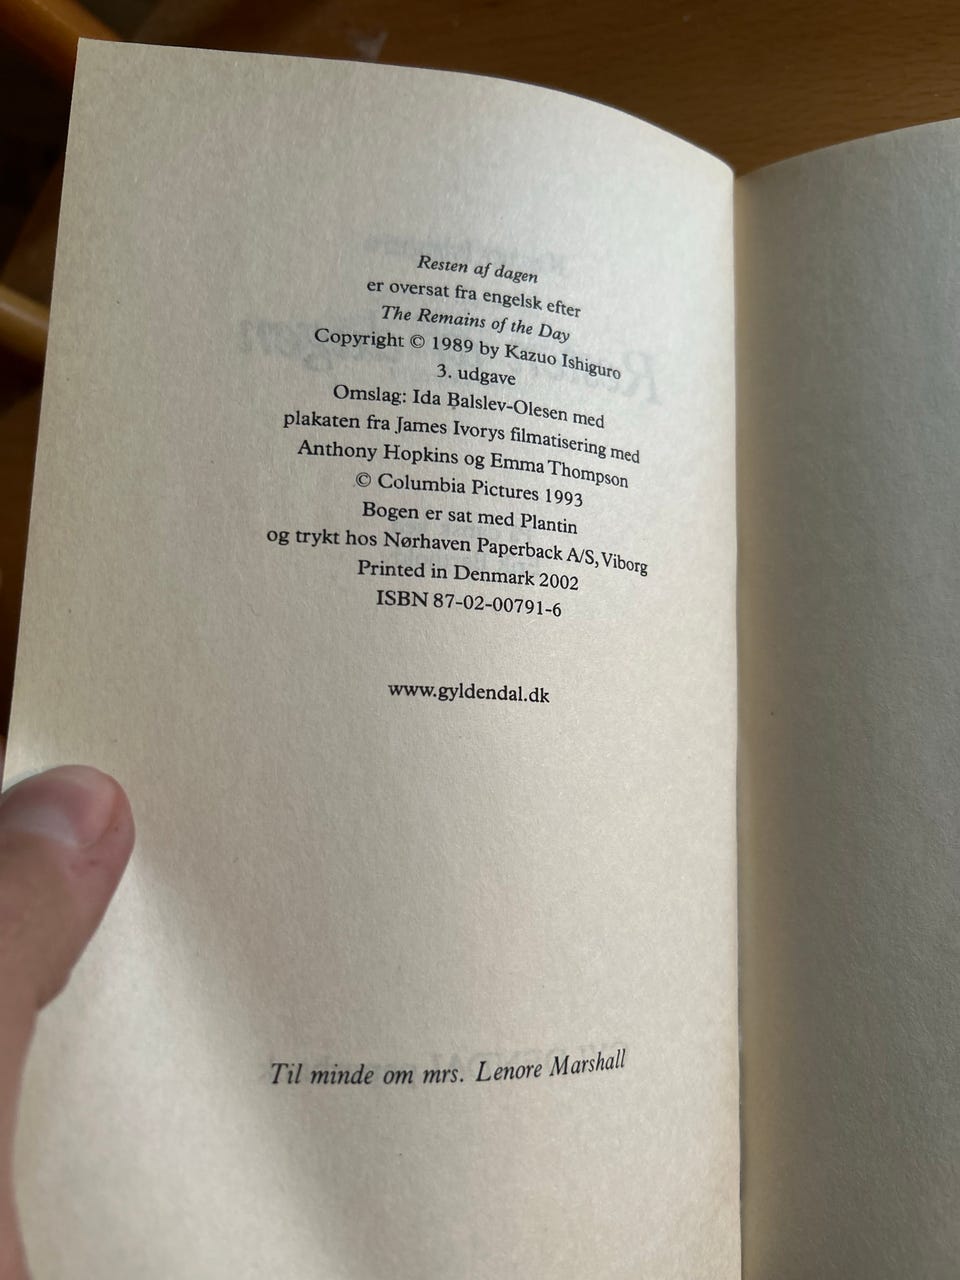 Resten af dagen
er oversat fra engelsk efter
The Remains of the Day
Copyright © 1989 by Kazuo Ishiguro
3. udgave
Omslag: Ida Balslev-Olesen med
plakaten fra James Ivorys filmatisering med
Anthony Hopkins og Emma Thompson
© Columbia Pictures 1993
Bogen er sat med Plantin
og trykt hos Nørhaven Paperback A/S, Viborg
Printed in Denmark 2002
ISBN 87-02-00791-6
www.gyldendal.dk
Til minde om mrs. Lenore Marshall